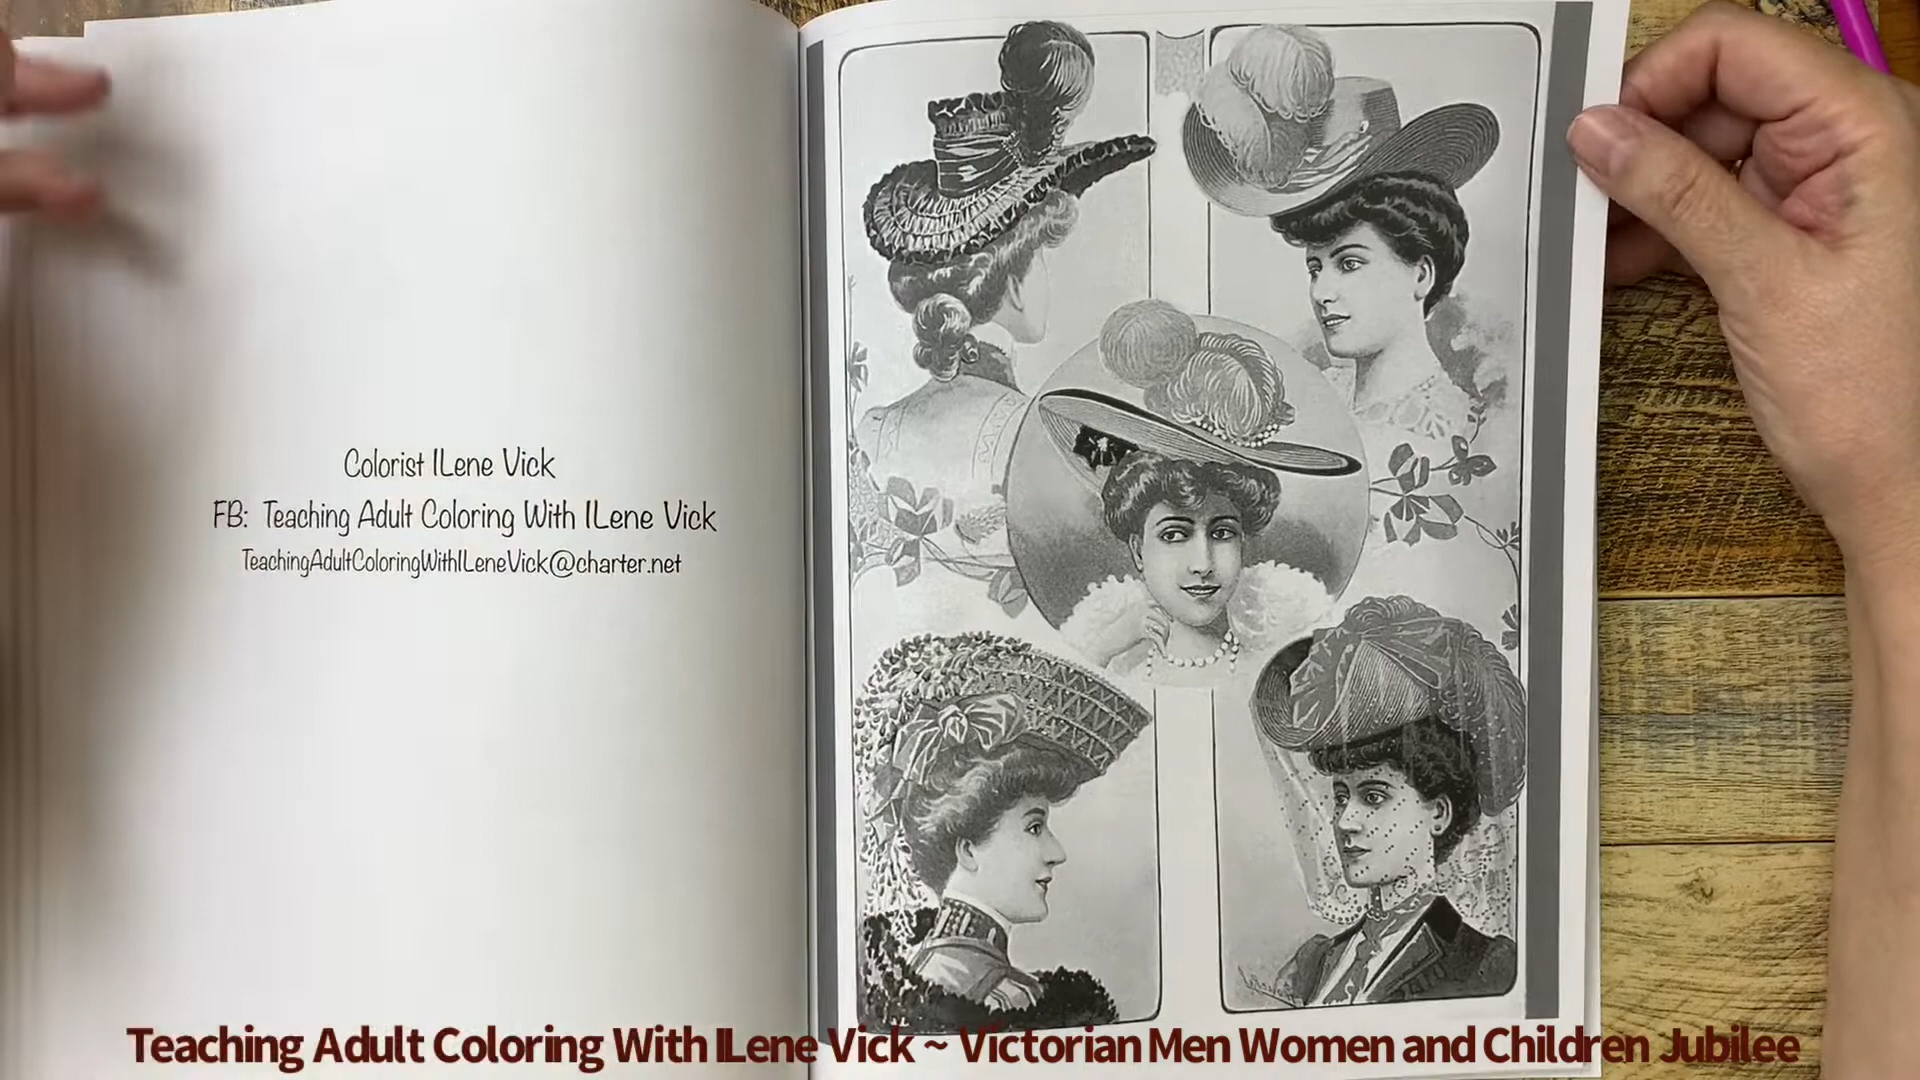 Colorist ILene Vick
FB: Teaching Adult Coloring With ILene Vick
TeachingAdultColoringWithILeneVick@charter.net
Teaching Adult Coloring With ILene Vick ~ Victorian Men Women and Children Jubilee